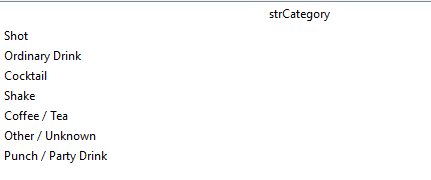 strCategory
Shot
Ordinary Drink
Cocktail
Shake
Coffee / Tea
Other / Unknown
Punch / Party Drink